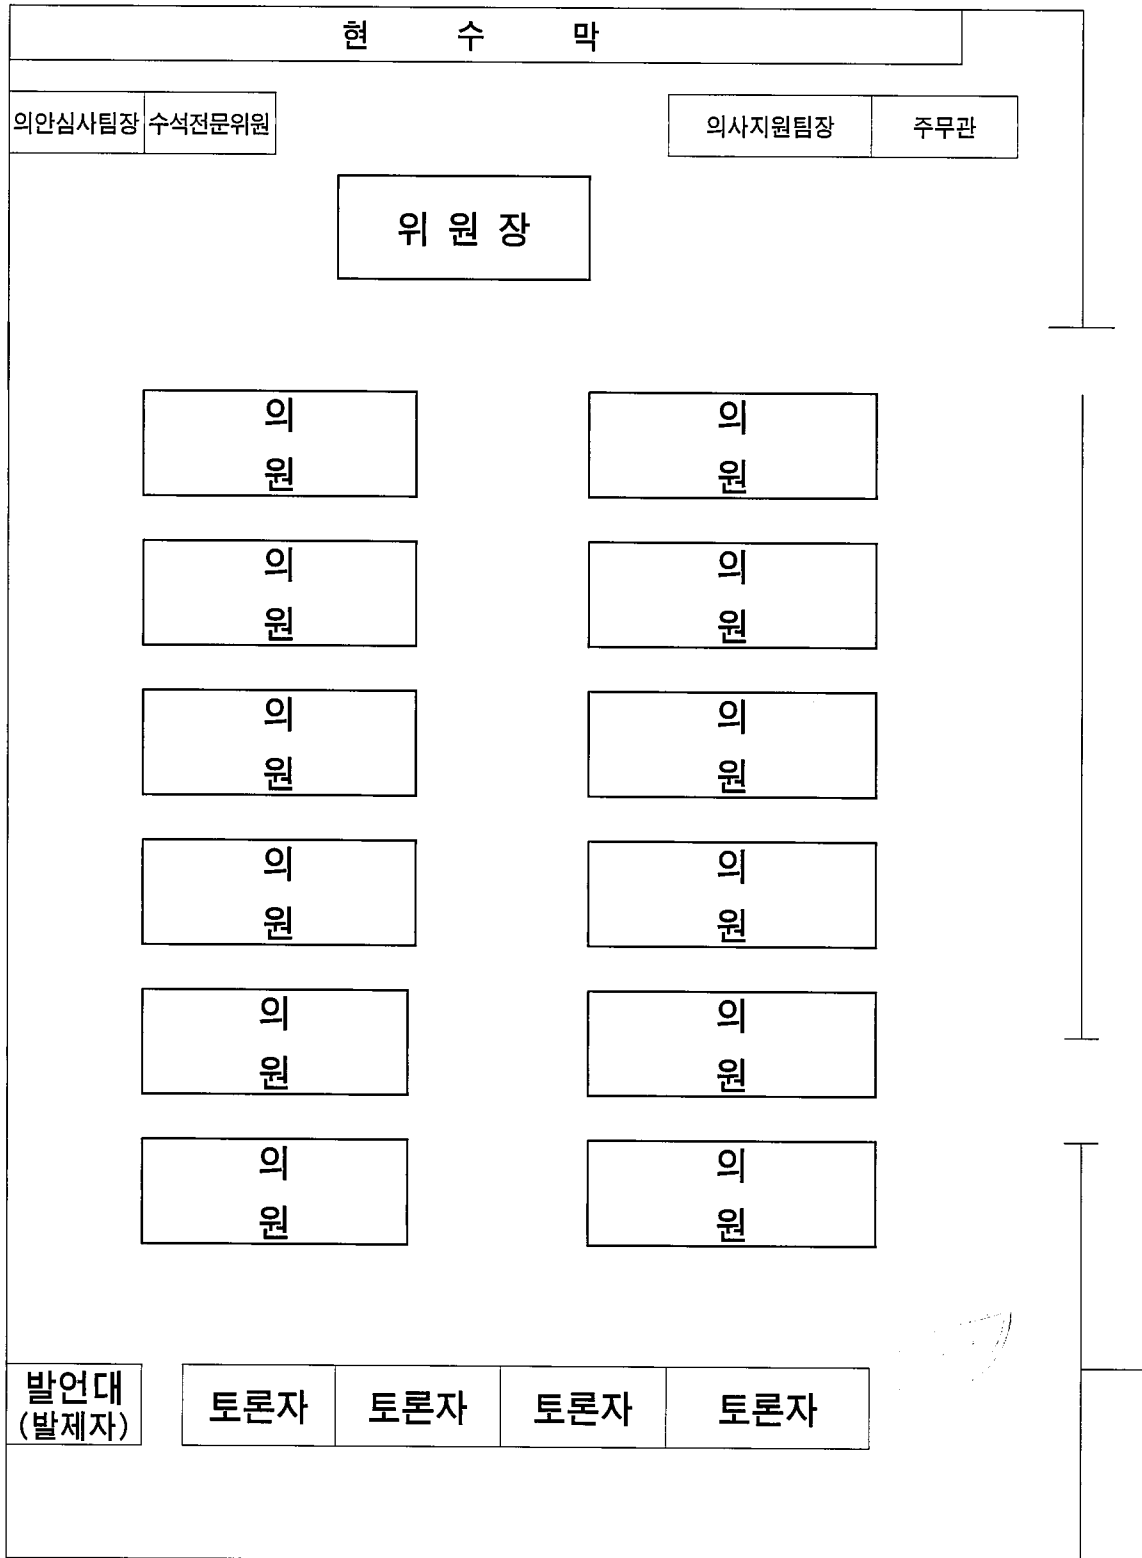 현 수 막
의안심사팀장 수석전문위원 의사지원팀장 주무관
위 원 장
의 의
원 원
의 의
원 원
의 의
원 원
의 의
원 원
의 의
원 원
의 의
원 원
발언대
(발제자) 토론자 토론자 토론자 토론자